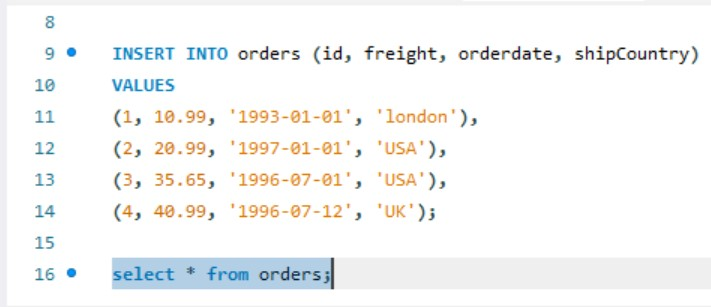 8
9 INSERT INTO orders (id, freight, orderdate, shipCountry)
10 VALUES
11 (1, 10.99, '1993-01-01', 'london'),
12 (2, 20.99, '1997-01-01', 'USA'),
13 (3, 35.65, '1996-07-01', 'USA'),
14 (4, 40.99, '1996-07-12', 'UK');
15
16 select * from orders;